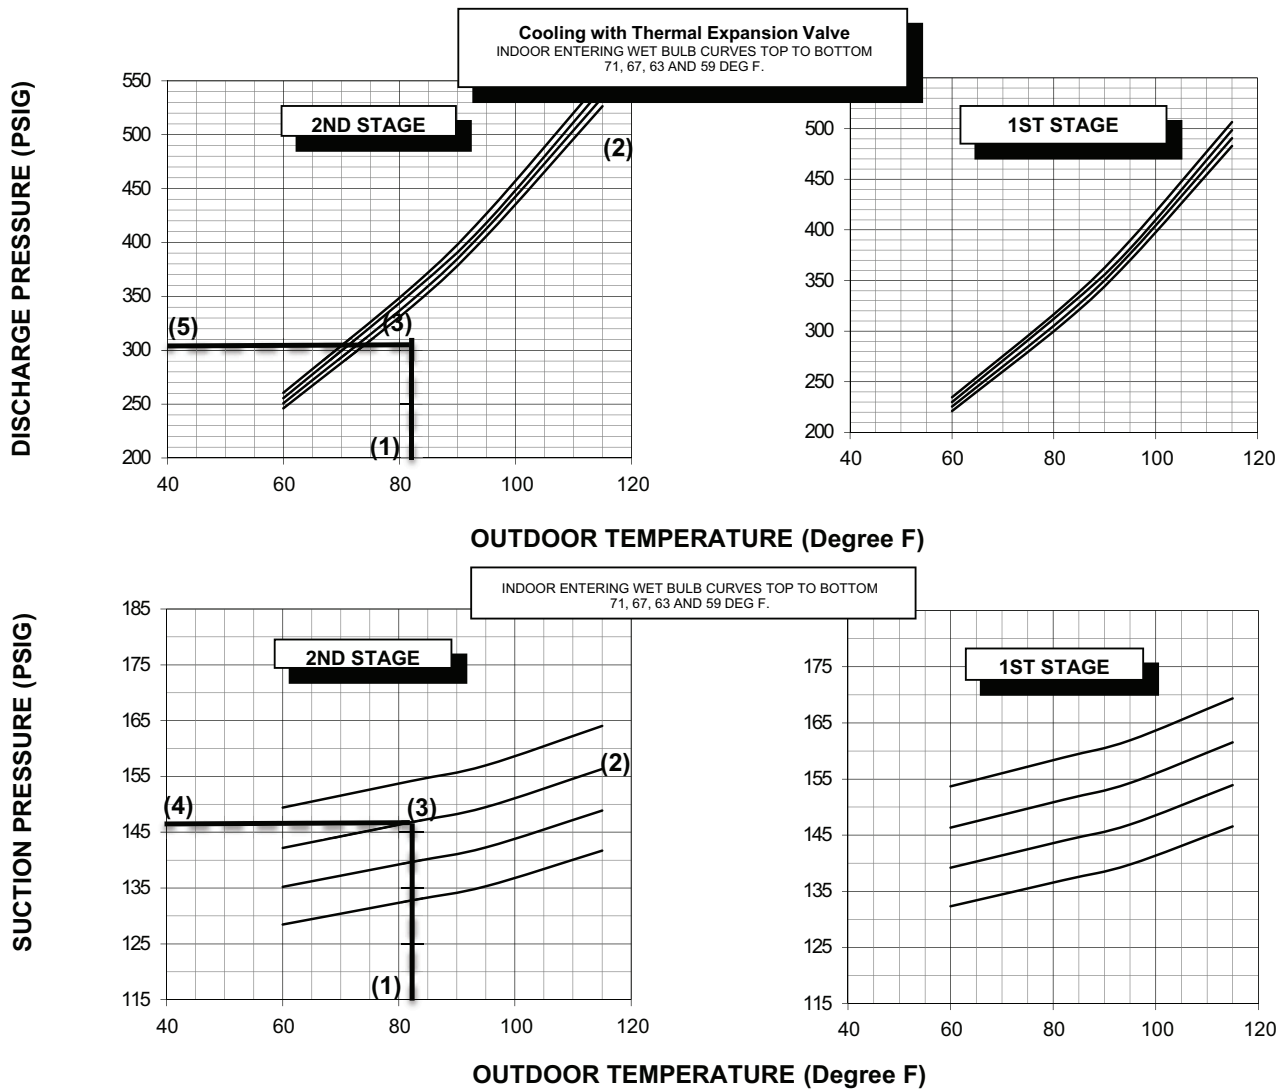 Cooling with Thermal Expansion Valve
INDOOR ENTERING WET BULB CURVES TOP TO BOTTOM
71, 67, 63 AND 59 DEG F.
DISCHARGE PRESSURE (PSIG)
2ND STAGE
550
500
450
400
350
300
250
200
(2)
(3)
(5)
(1)
40 60 80 100 120
1ST STAGE
500
450
400
350
300
250
200
40 60 80 100 120
OUTDOOR TEMPERATURE (Degree F)
INDOOR ENTERING WET BULB CURVES TOP TO BOTTOM
71, 67, 63 AND 59 DEG F.
SUCTION PRESSURE (PSIG)
2ND STAGE
185
175
165
155
145
135
125
115
(2)
(4)
(3)
(1)
40 60 80 100 120
1ST STAGE
175
165
155
145
135
125
115
40 60 80 100 120
OUTDOOR TEMPERATURE (Degree F)